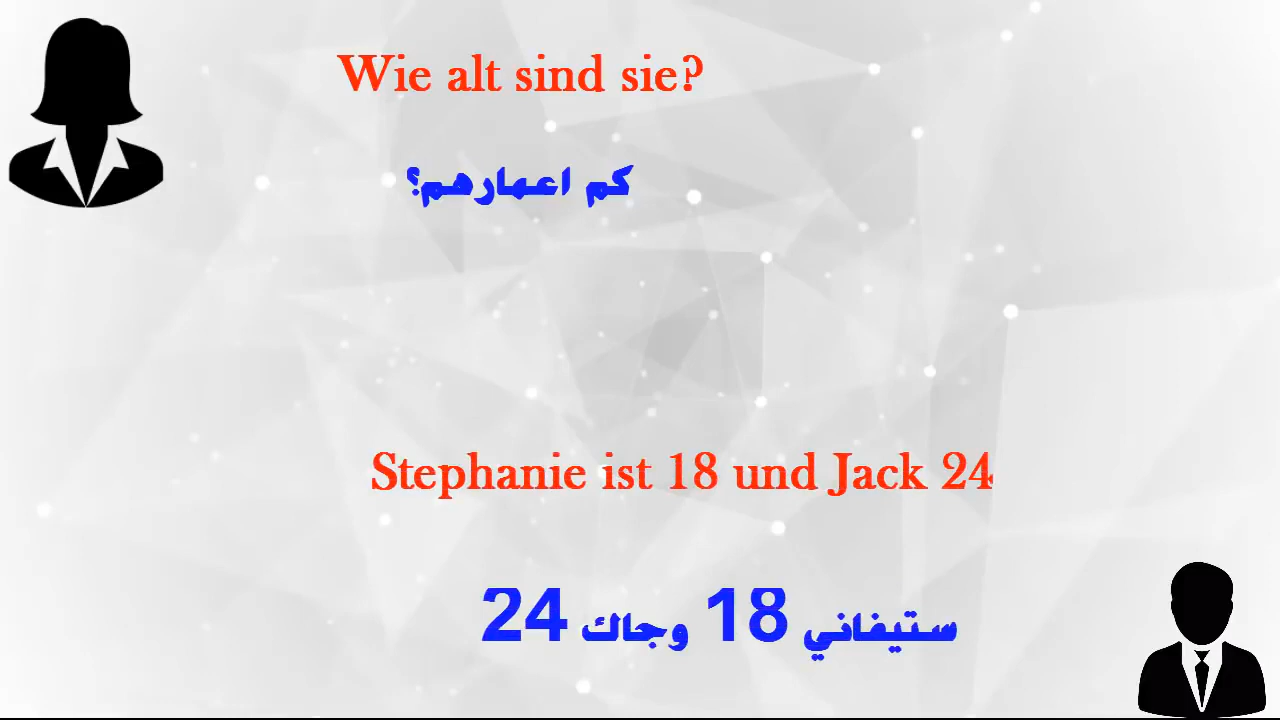 Wie alt sind sie?
كم اعمارهم؟
Stephanie ist 18 und Jack 24
ستيفاني 18 وجاك 24